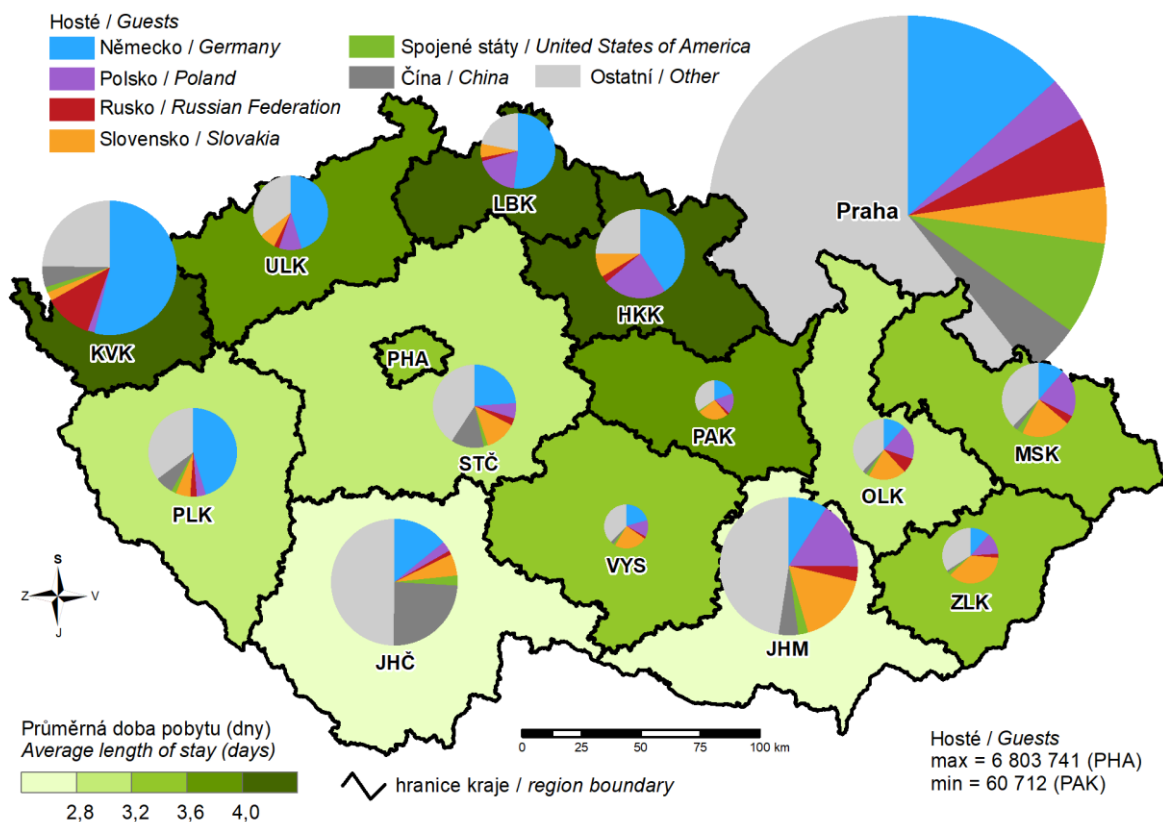 Hosté / Guests
Německo / Germany
Polsko / Poland
Rusko / Russian Federation
Slovensko / Slovakia
Spojené státy / United States of America
Čína / China
Ostatní / Other
Praha
LBK
ULK
HKK
KVK
PHA
STČ
PAK
MSK
OLK
PLK
VYS
ZLK
JHČ
JHM
S
Z V
J
Průměrná doba pobytu (dny)
Average length of stay (days)
2,8 3,2 3,6 4,0
0 25 50 75 100 km
hranice kraje / region boundary
Hosté / Guests
max = 6 803 741 (PHA)
min = 60 712 (PAK)